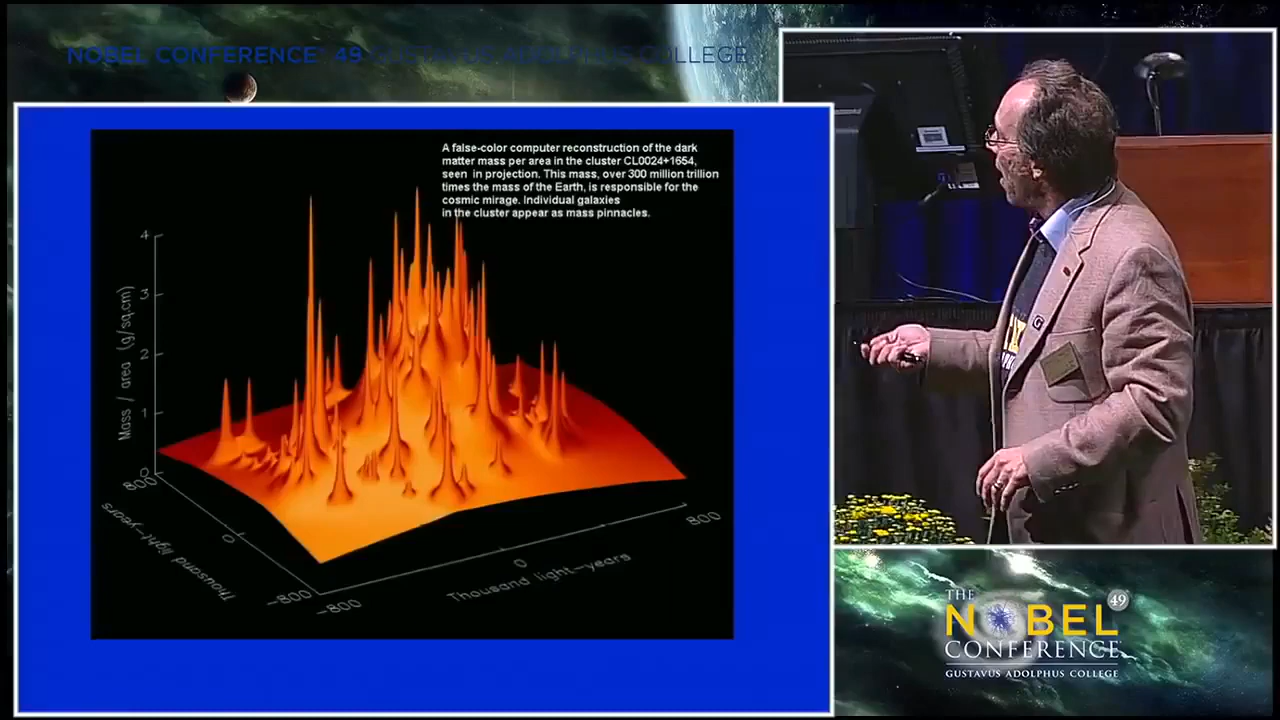 NOBEL CONFERENCE® 49 GUSTAVUS ADOLPHUS COLLEGE
A false-color computer reconstruction of the dark
matter mass per area in the cluster CL0024+1654,
seen in projection. This mass, over 300 million trillion
times the mass of the Earth, is responsible for the
cosmic mirage. Individual galaxies
in the cluster appear as mass pinnacles.
4
3
2
1
0
Mass / area (g/sq.cm)
800
0
-800
Thousand light-years
-800
0
800
Thousand light-years
G
THE
NOBEL 49
CONFERENCE
GUSTAVUS ADOLPHUS COLLEGE